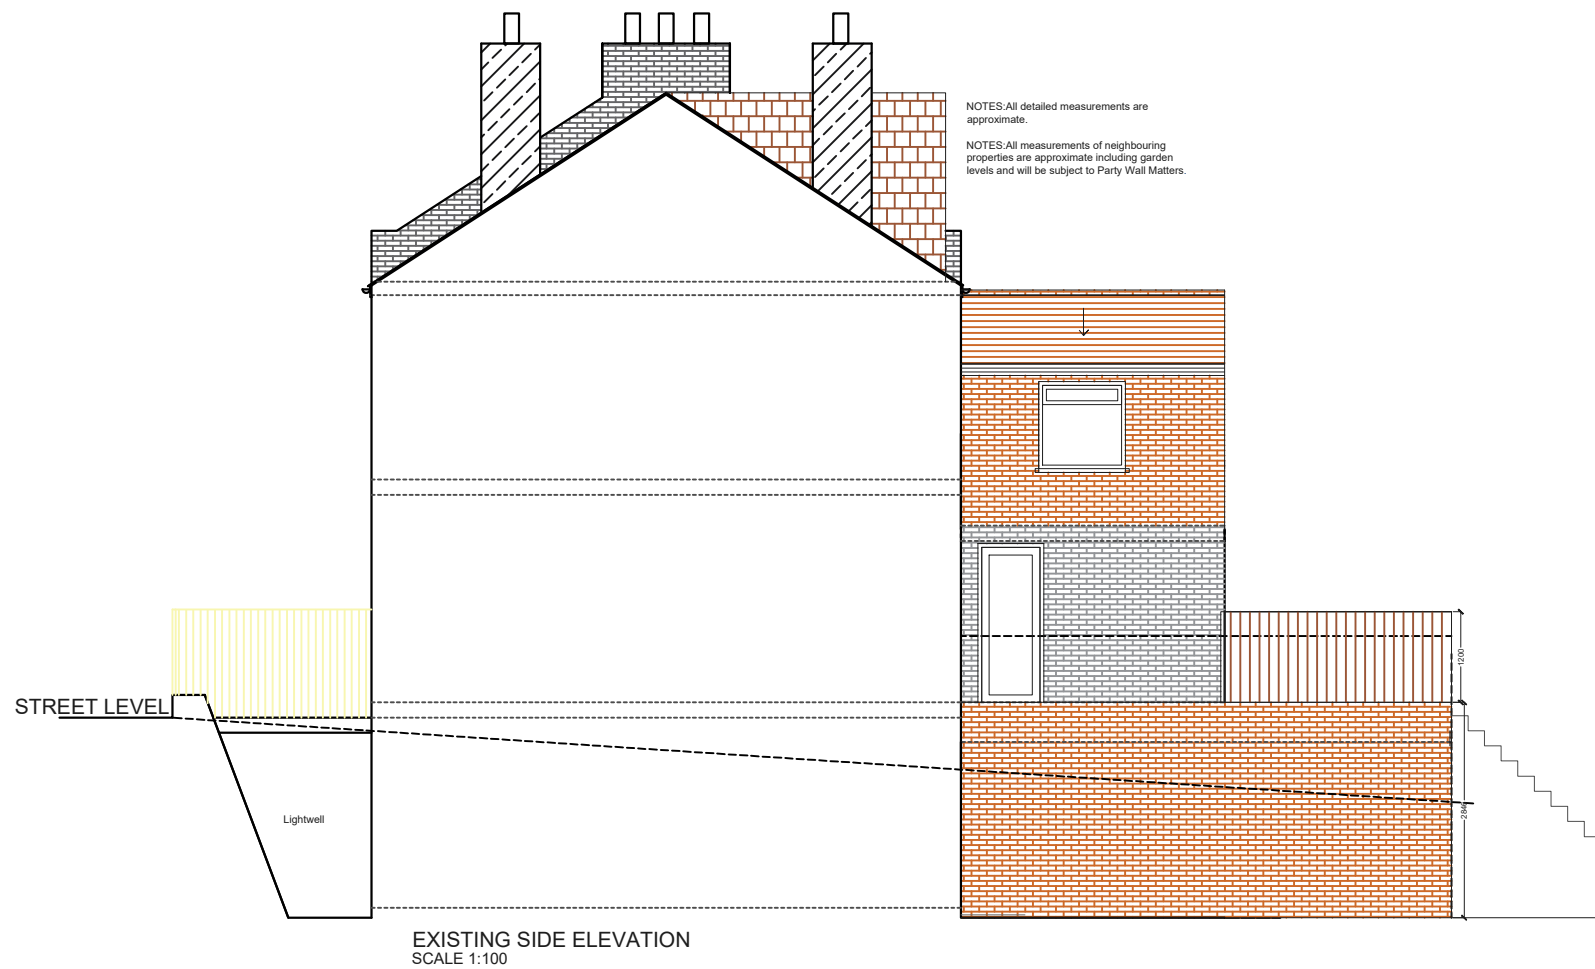 NOTES:All detailed measurements are
approximate.
NOTES:All measurements of neighbouring
properties are approximate including garden
levels and will be subject to Party Wall Matters.
1200
STREET LEVEL
2846
Lightwell
EXISTING SIDE ELEVATION
SCALE 1:100